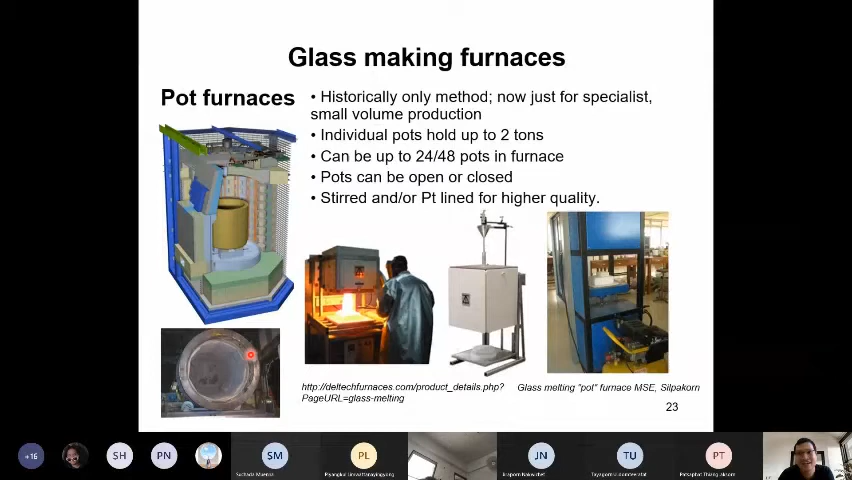 Glass making furnaces
Pot furnaces
• Historically only method; now just for specialist,
small volume production
• Individual pots hold up to 2 tons
• Can be up to 24/48 pots in furnace
• Pots can be open or closed
• Stirred and/or Pt lined for higher quality.
http://deltechfurnaces.com/product_details.php?
PageURL=glass-melting
Glass melting "pot" furnace MSE, Silpakorn
23
+16
SH
PN
SM
PL
JN
TU
PT
Suchada Muensa